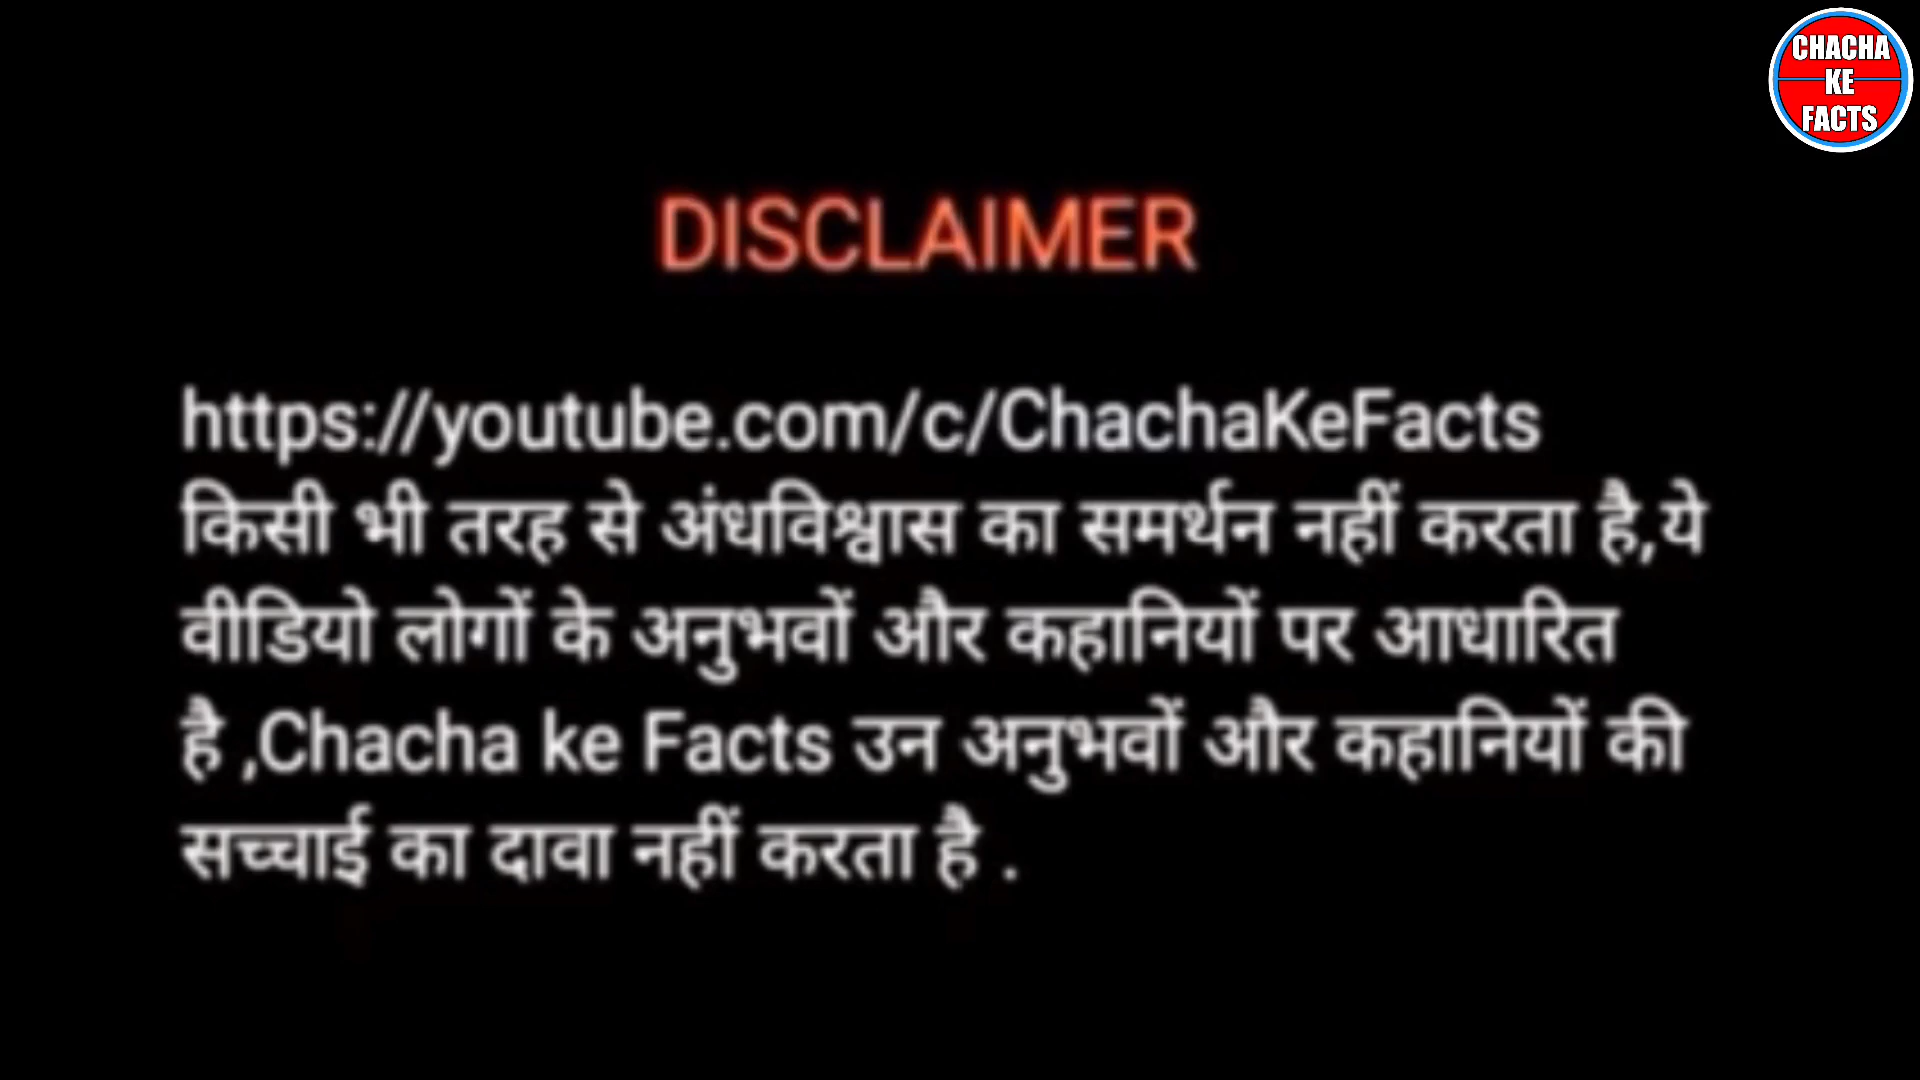 CHACHA
KE
FACTS
DISCLAIMER
https://youtube.com/c/ChachaKeFacts
किसी भी तरह से अंधविश्वास का समर्थन नहीं करता है,ये
वीडियो लोगों के अनुभवों और कहानियों पर आधारित
है ,Chacha ke Facts उन अनुभवों और कहानियों की
सच्चाई का दावा नहीं करता है .